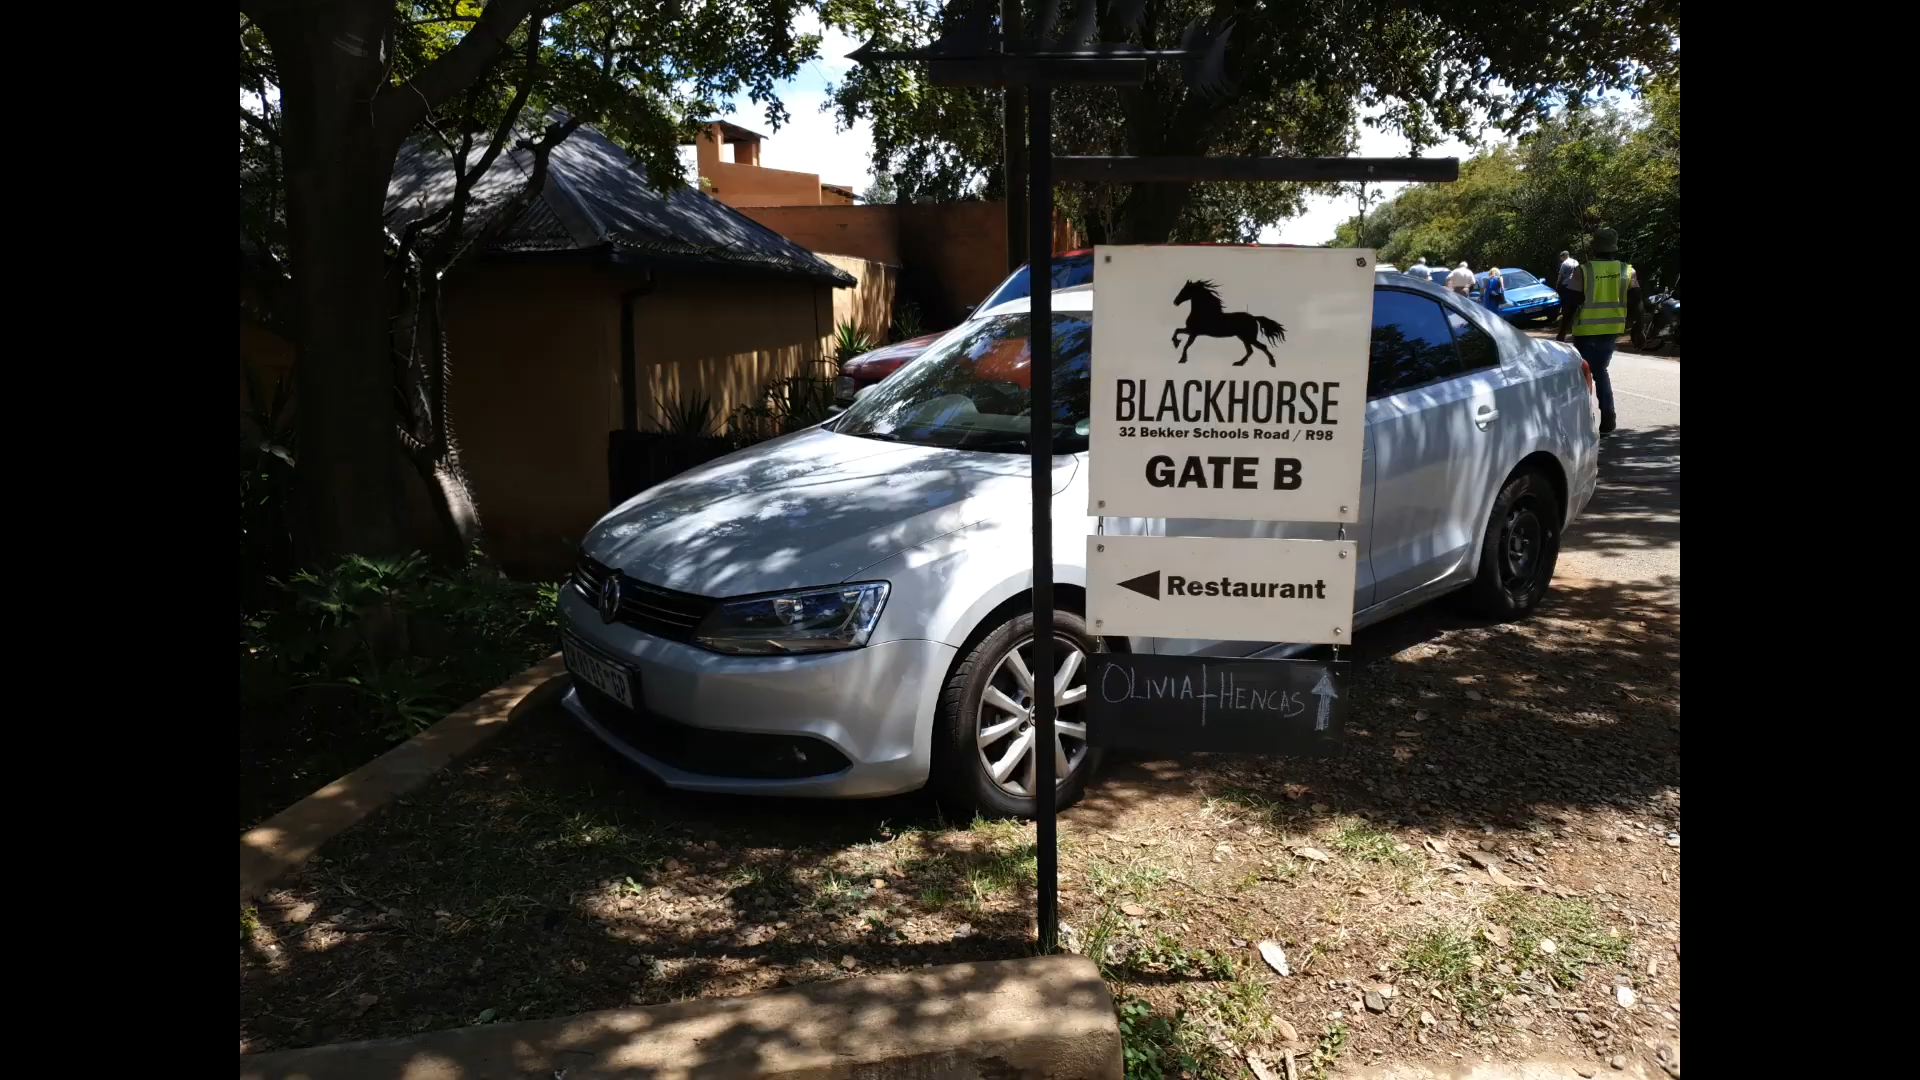 BLACKHORSE
32 Bekker Schools Road / R98
GATE B
Restaurant
OLIVIA + HENCAS